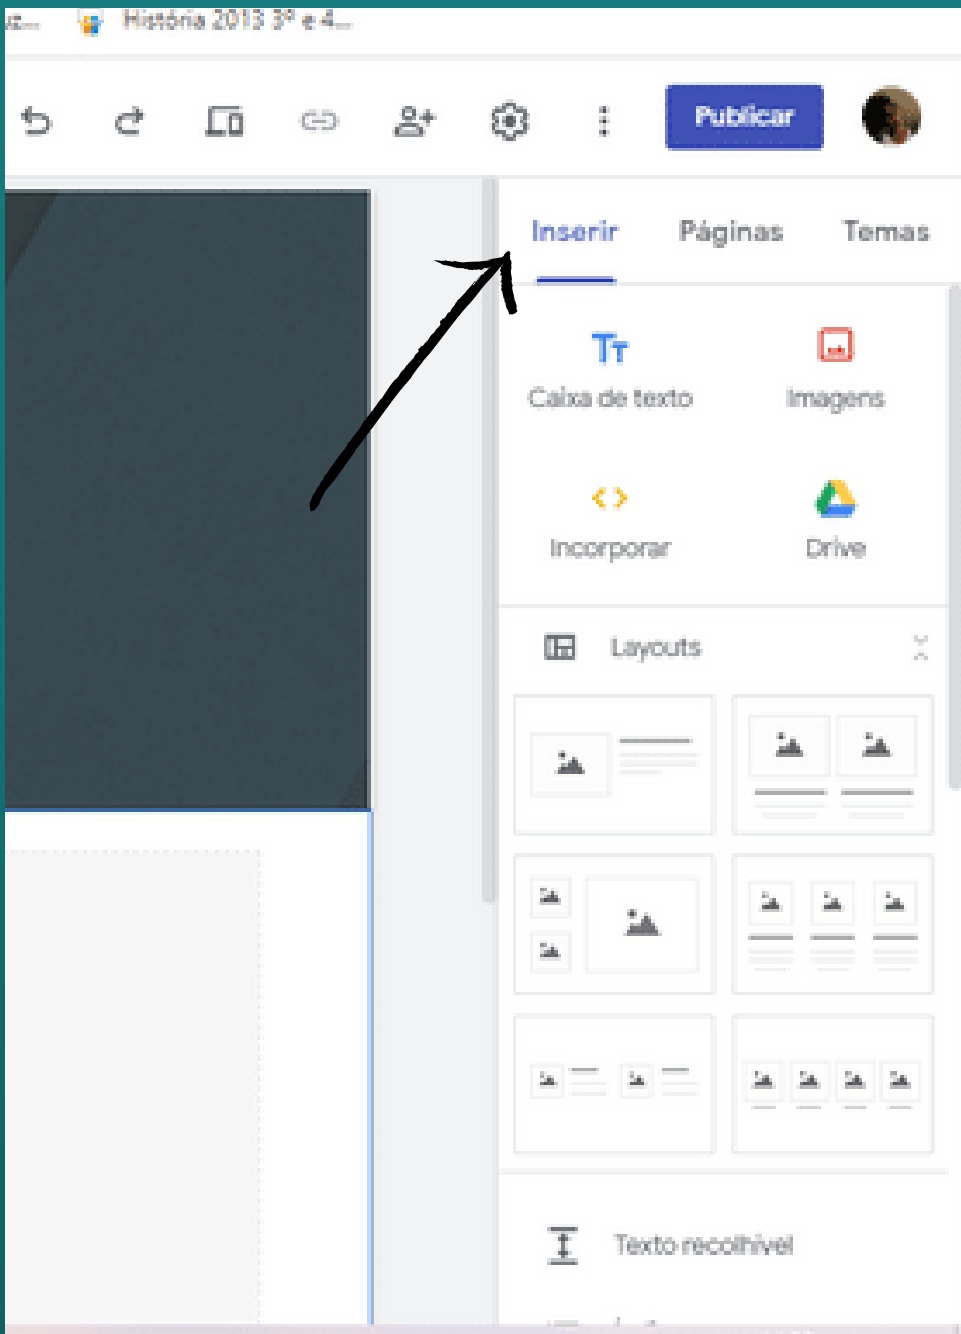 História 2013 3º e 4...
Publicar
Inserir Páginas Temas
Caixa de texto Imagens
Incorporar Drive
Layouts
Texto recolhível